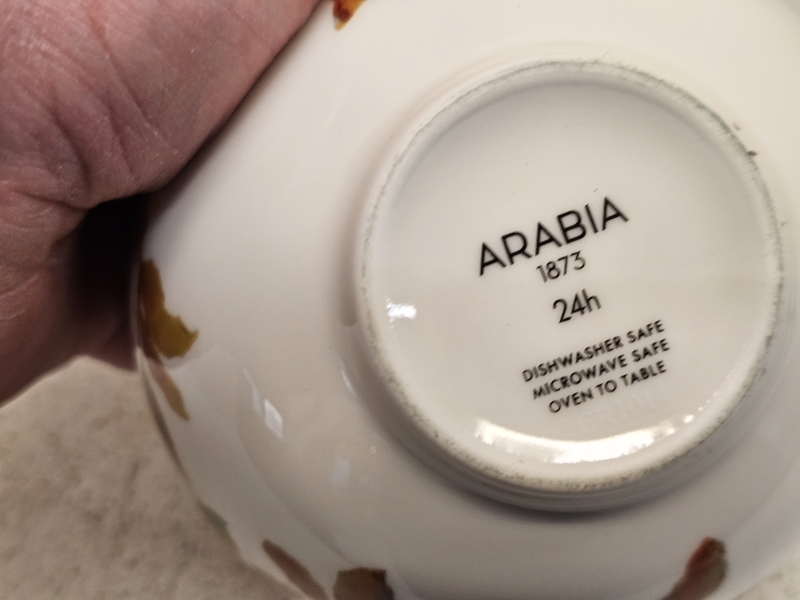 ARABIA
1873
24h
DISHWASHER SAFE
MICROWAVE SAFE
OVEN TO TABLE